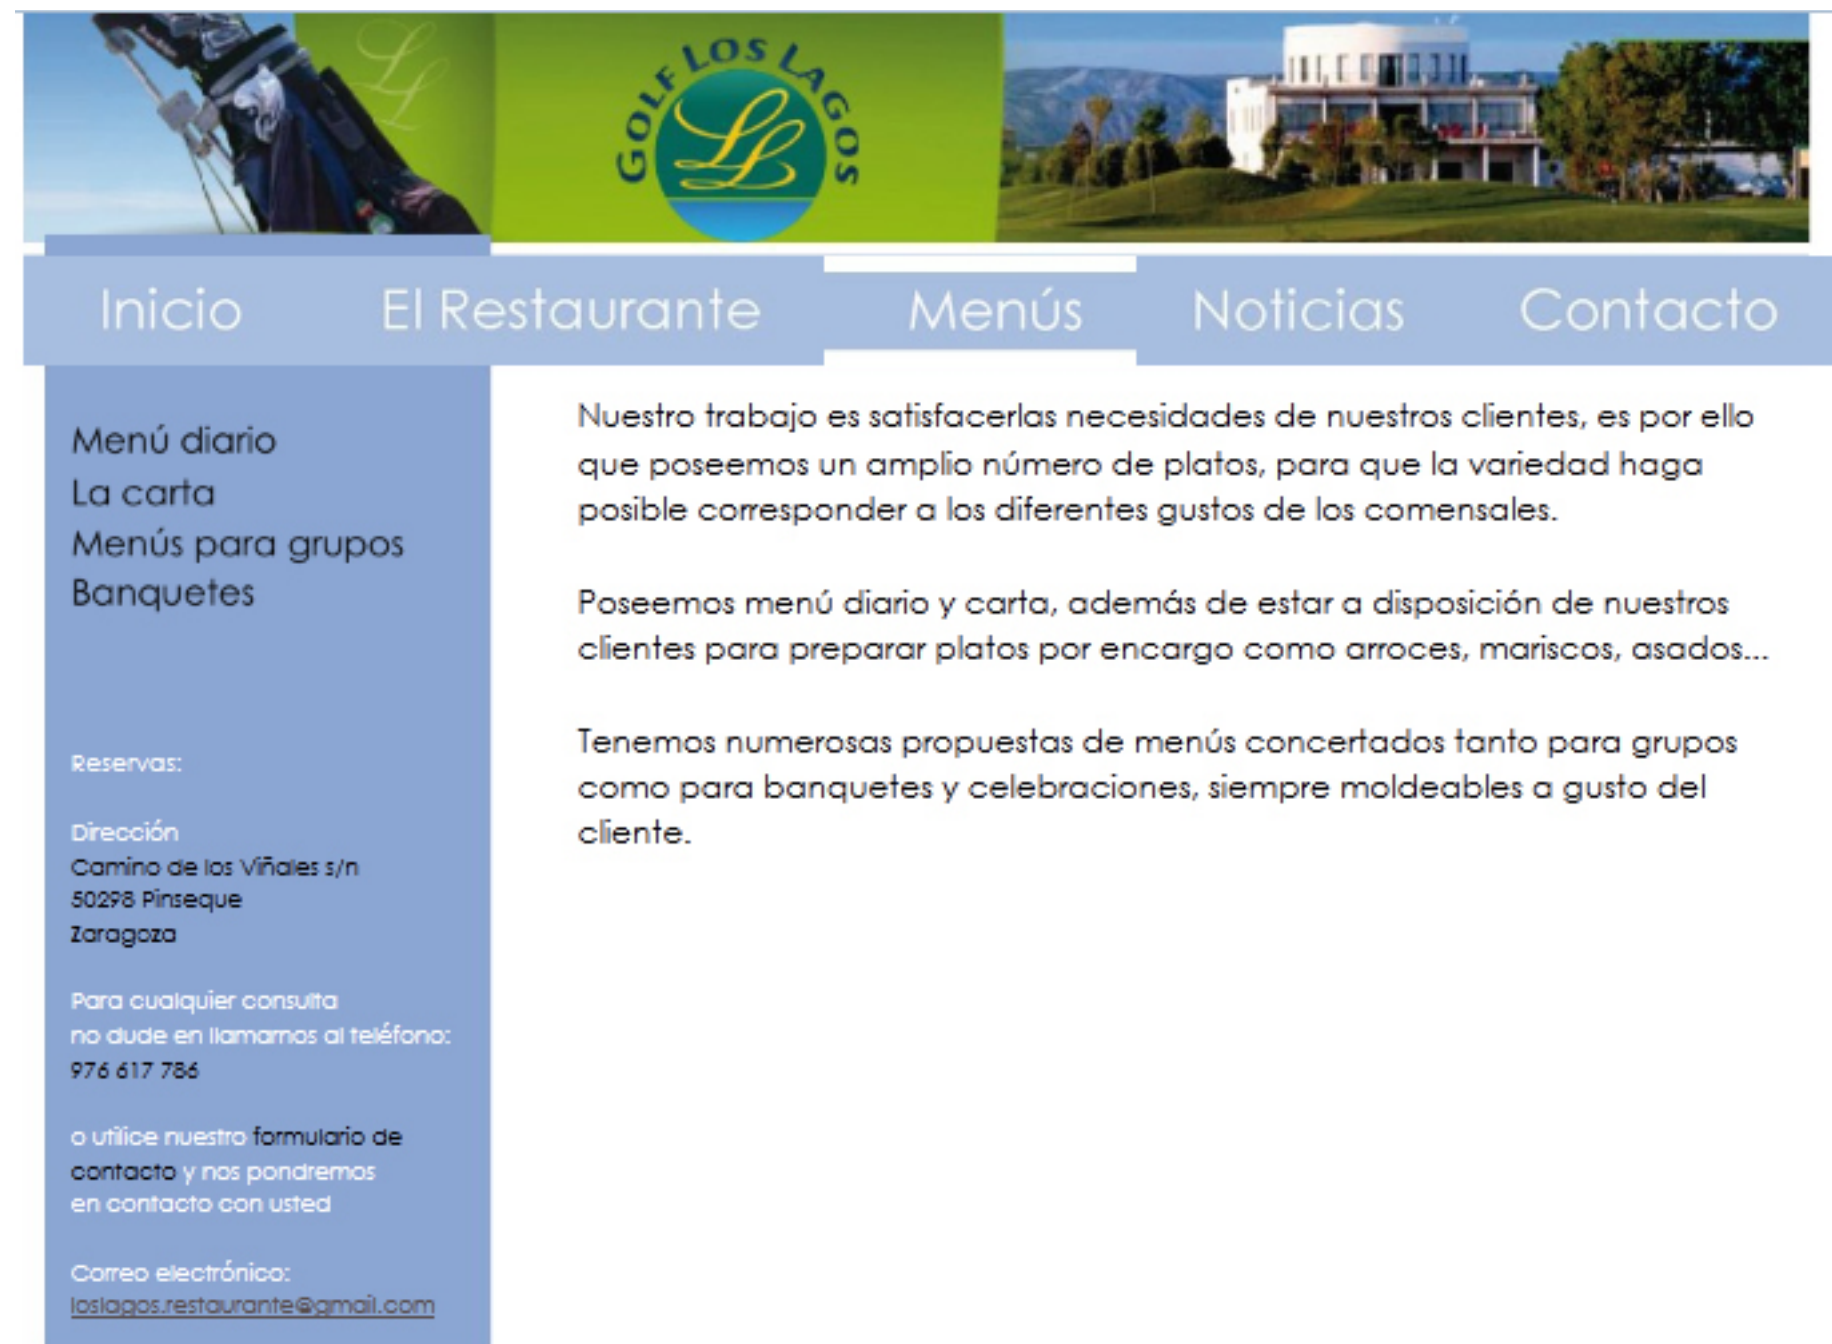 GOLF LOS LAGOS
LL
Inicio
El Restaurante
Menús
Noticias
Contacto
Menú diario
La carta
Menús para grupos
Banquetes
Reservas:
Dirección
Camino de los Viñales s/n
50298 Pinseque
Zaragoza
Para cualquier consulta
no dude en llamarnos al teléfono:
976 617 786
o utilice nuestro formulario de
contacto y nos pondremos
en contacto con usted
Correo electrónico:
loslagos.restaurante@gmail.com
Nuestro trabajo es satisfacerlas necesidades de nuestros clientes, es por ello
que poseemos un amplio número de platos, para que la variedad haga
posible corresponder a los diferentes gustos de los comensales.
Poseemos menú diario y carta, además de estar a disposición de nuestros
clientes para preparar platos por encargo como arroces, mariscos, asados...
Tenemos numerosas propuestas de menús concertados tanto para grupos
como para banquetes y celebraciones, siempre moldeables a gusto del
cliente.